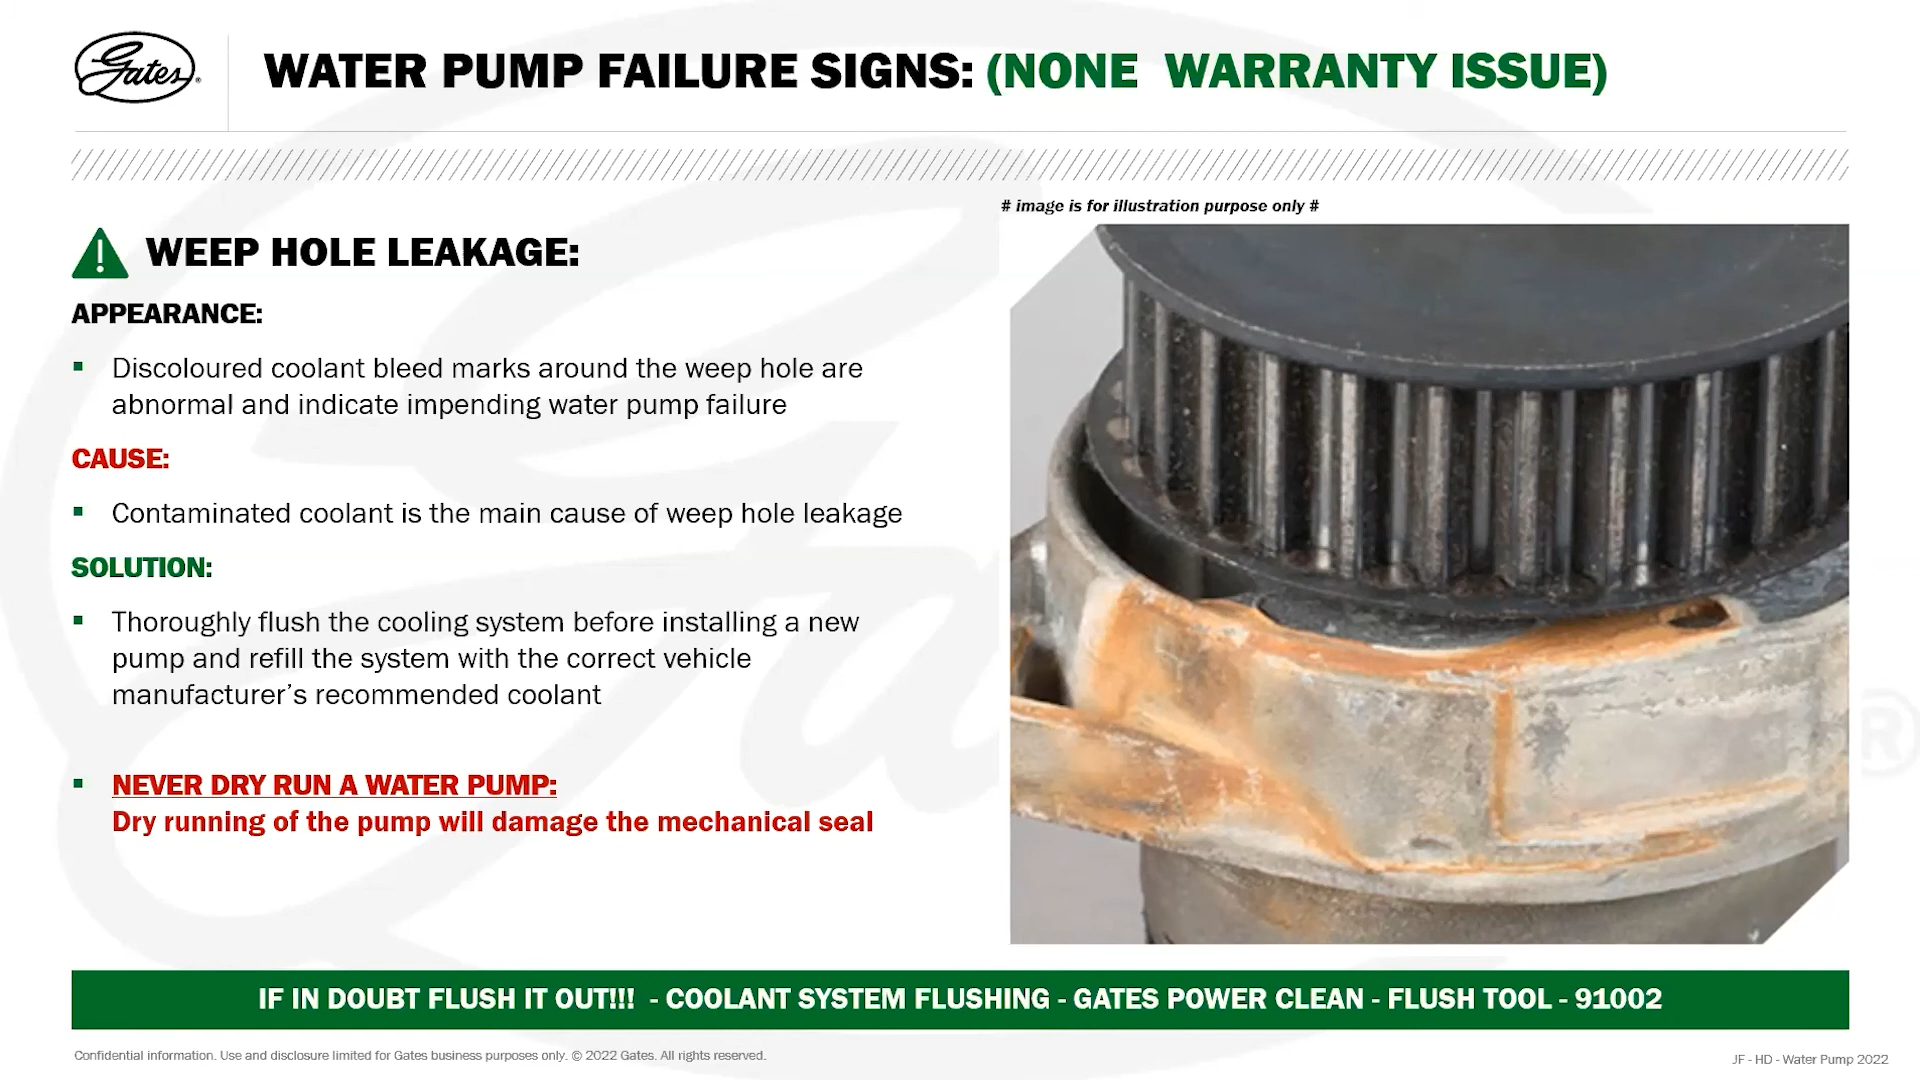 Gates®
WATER PUMP FAILURE SIGNS: (NONE  WARRANTY ISSUE)
# image is for illustration purpose only #
WEEP HOLE LEAKAGE:
APPEARANCE:
▪ Discoloured coolant bleed marks around the weep hole are
abnormal and indicate impending water pump failure
CAUSE:
▪ Contaminated coolant is the main cause of weep hole leakage
SOLUTION:
▪ Thoroughly flush the cooling system before installing a new
pump and refill the system with the correct vehicle
manufacturer’s recommended coolant
▪ NEVER DRY RUN A WATER PUMP:
Dry running of the pump will damage the mechanical seal
IF IN DOUBT FLUSH IT OUT!!!  - COOLANT SYSTEM FLUSHING - GATES POWER CLEAN - FLUSH TOOL - 91002
Confidential information. Use and disclosure limited for Gates business purposes only. © 2022 Gates. All rights reserved.
JF - HD - Water Pump 2022